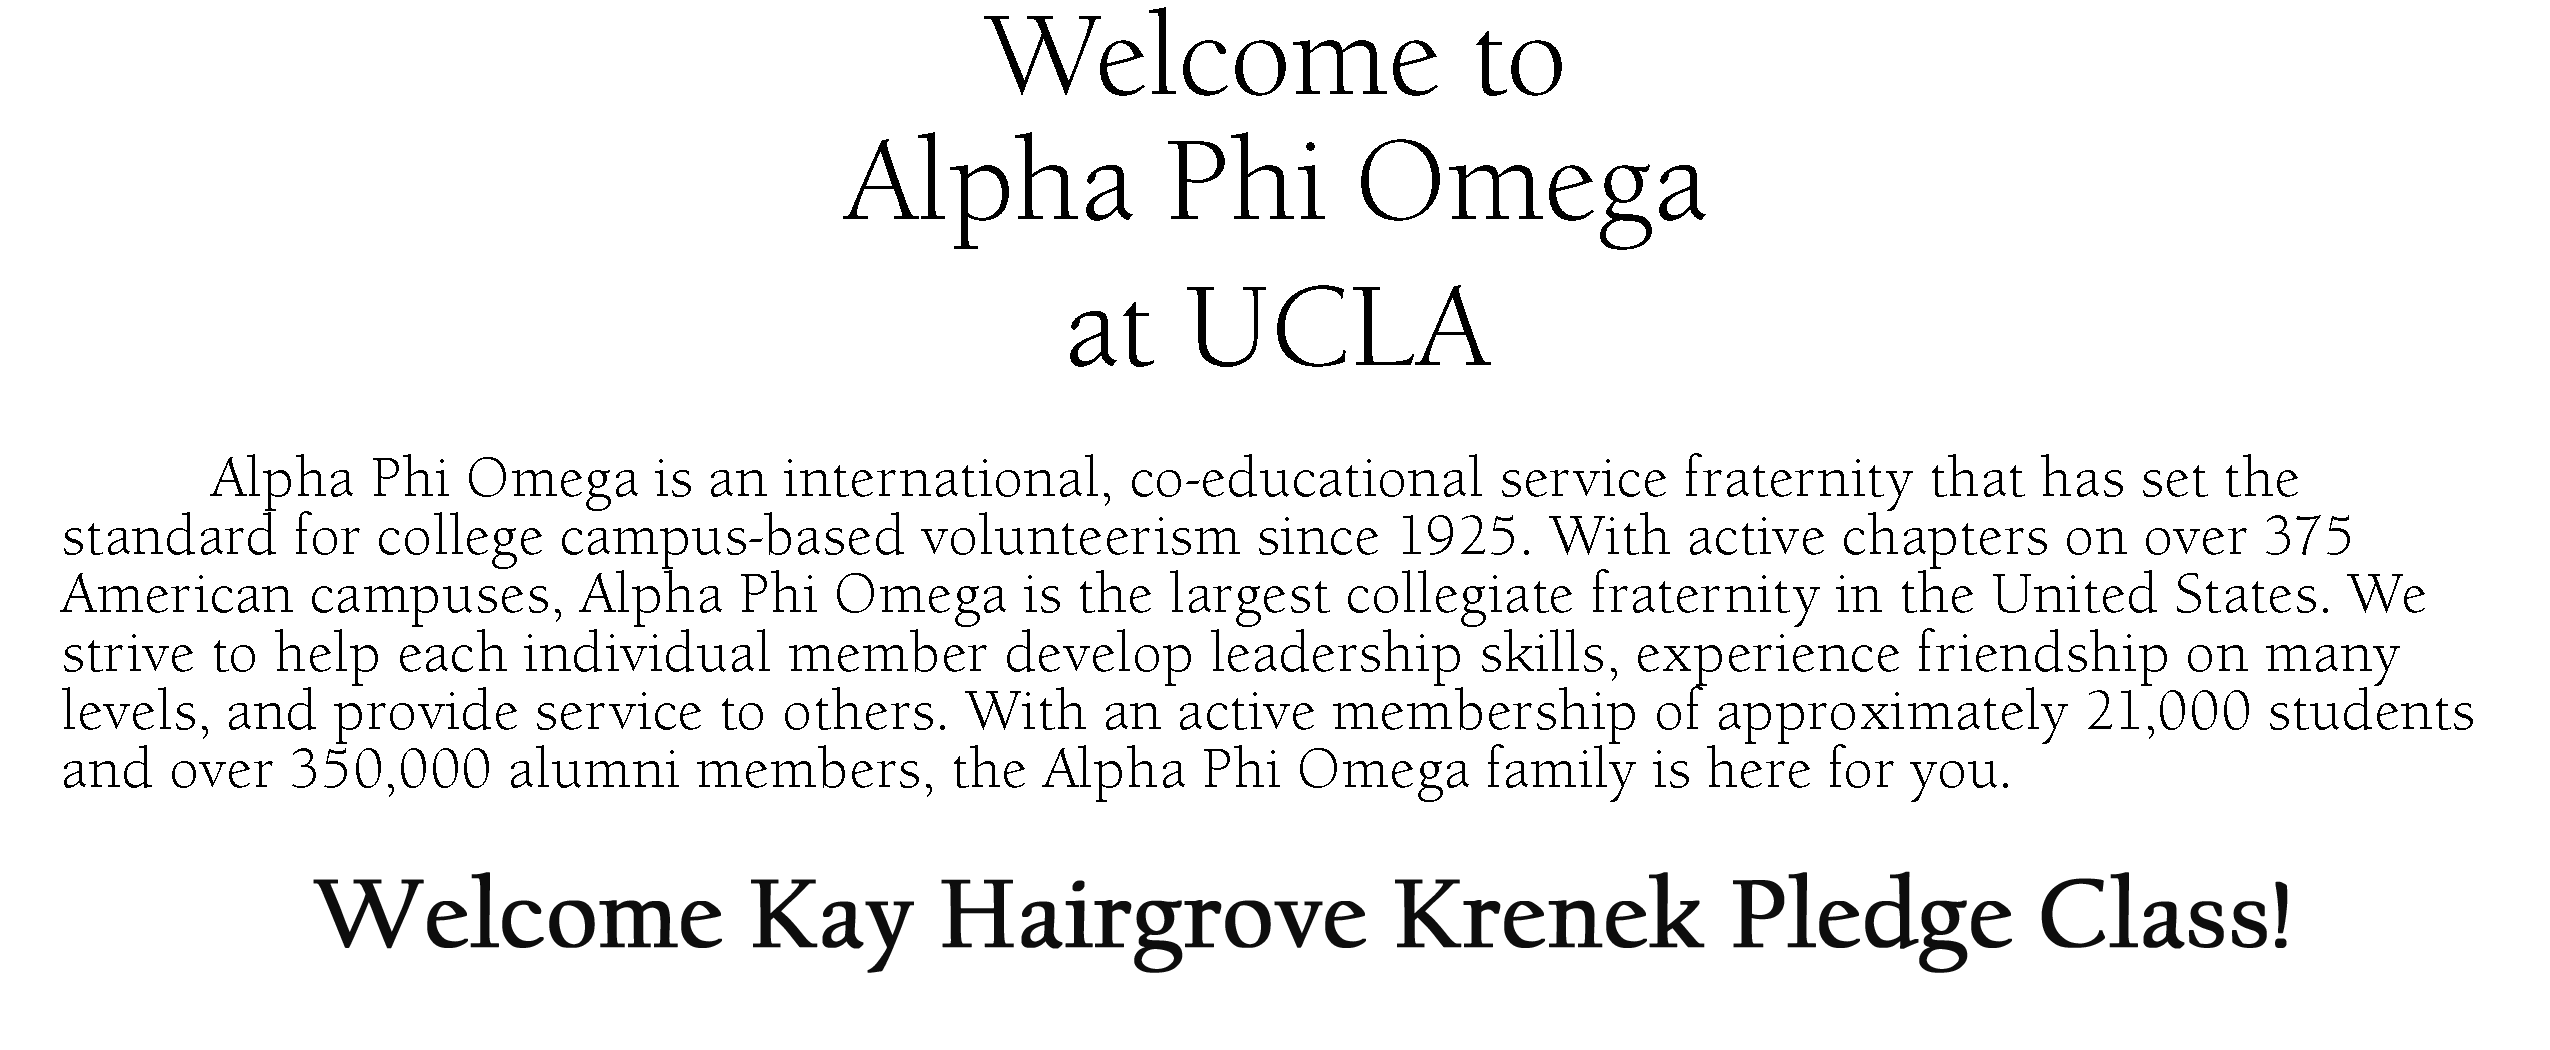 Welcome to
Alpha Phi Omega
at UCLA
Alpha Phi Omega is an international, co-educational service fraternity that has set the
standard for college campus-based volunteerism since 1925. With active chapters on over 375
American campuses, Alpha Phi Omega is the largest collegiate fraternity in the United States. We
strive to help each individual member develop leadership skills, experience friendship on many
levels, and provide service to others. With an active membership of approximately 21,000 students
and over 350,000 alumni members, the Alpha Phi Omega family is here for you.
Welcome Kay Hairgrove Krenek Pledge Class!